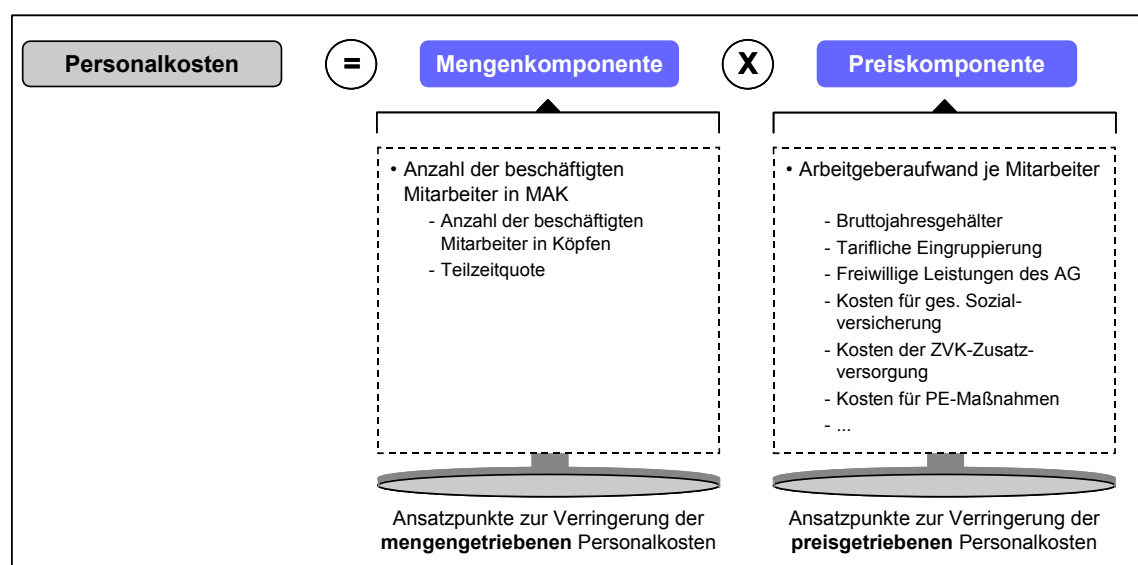 Personalkosten = Mengenkomponente X Preiskomponente
• Anzahl der beschäftigten
Mitarbeiter in MAK
- Anzahl der beschäftigten
Mitarbeiter in Köpfen
- Teilzeitquote
• Arbeitgeberaufwand je Mitarbeiter
- Bruttojahresgehälter
- Tarifliche Eingruppierung
- Freiwillige Leistungen des AG
- Kosten für ges. Sozial-
versicherung
- Kosten der ZVK-Zusatz-
versorgung
- Kosten für PE-Maßnahmen
- ...
Ansatzpunkte zur Verringerung der
mengengetriebenen Personalkosten
Ansatzpunkte zur Verringerung der
preisgetriebenen Personalkosten